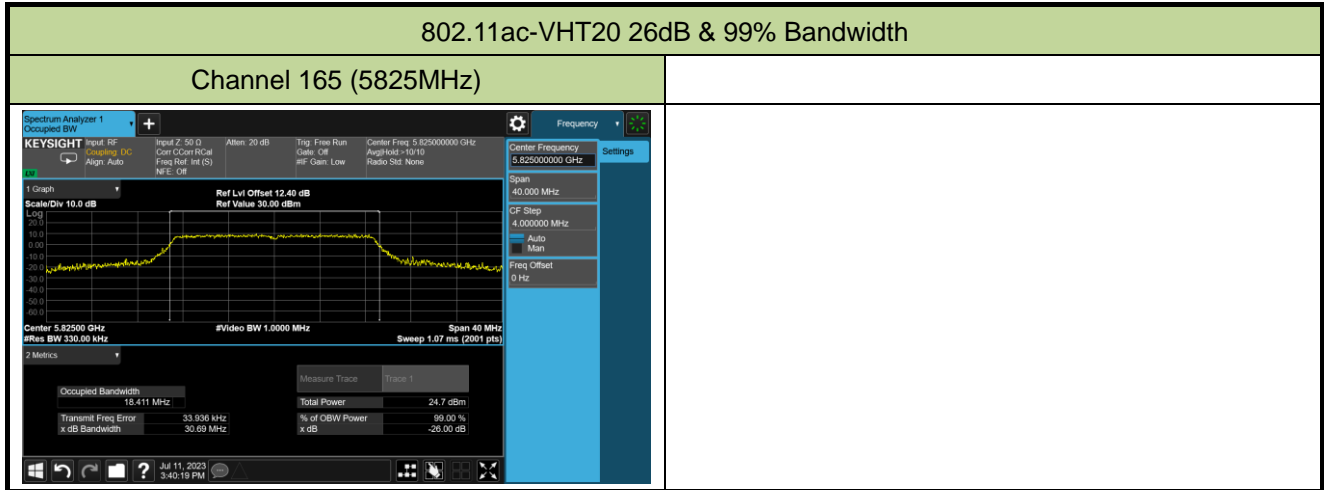 802.11ac-VHT20 26dB & 99% Bandwidth
Channel 165 (5825MHz)
Spectrum Analyzer 1
Occupied BW
+
Frequency
KEYSIGHT
Input: RF
Coupling: DC
Align: Auto
Input Z: 50 Ω
Corr CCorr RCal
Freq Ref: Int (S)
NFE: Off
Atten: 20 dB
Trig: Free Run
Gate: Off
#IF Gain: Low
Center Freq: 5.825000000 GHz
Avg|Hold:>10/10
Radio Std: None
Center Frequency
5.825000000 GHz
Settings
Span
40.000 MHz
CF Step
4.000000 MHz
Auto
Man
Freq Offset
0 Hz
1 Graph
Scale/Div 10.0 dB
Ref Lvl Offset 12.40 dB
Ref Value 30.00 dBm
Log
20.0
10.0
0.00
-10.0
-20.0
-30.0
-40.0
-50.0
-60.0
Center 5.82500 GHz
#Video BW 1.0000 MHz
Span 40 MHz
#Res BW 330.00 kHz
Sweep 1.07 ms (2001 pts)
2 Metrics
Measure Trace
Trace 1
Occupied Bandwidth
18.411 MHz
Total Power
24.7 dBm
Transmit Freq Error
33.936 kHz
% of OBW Power
99.00 %
x dB Bandwidth
30.69 MHz
x dB
-26.00 dB
?
Jul 11, 2023
3:40:19 PM